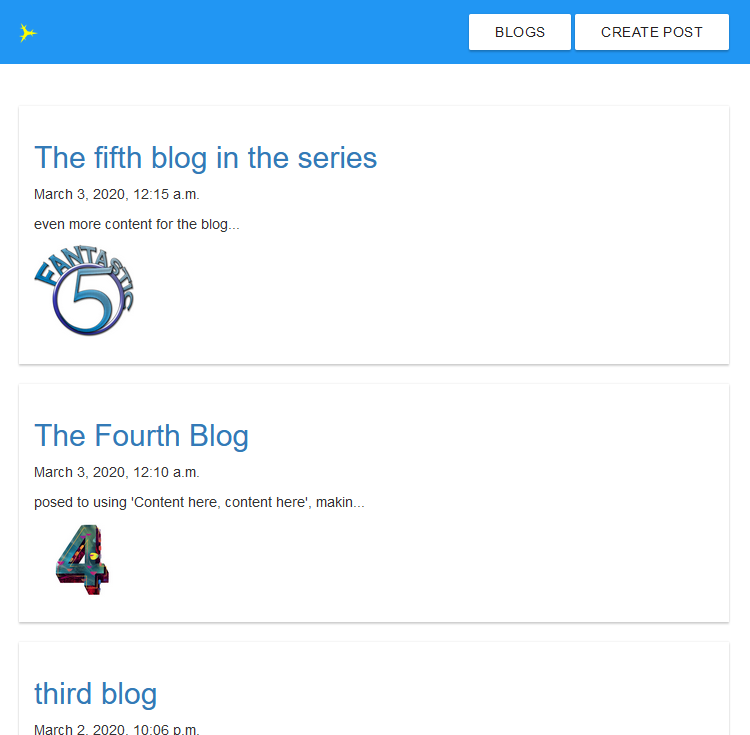 BLOGS CREATE POST
The fifth blog in the series
March 3, 2020, 12:15 a.m.
even more content for the blog...
FANTASTIC
5
The Fourth Blog
March 3, 2020, 12:10 a.m.
posed to using 'Content here, content here', makin...
4
third blog
March 2, 2020, 10:06 p.m.